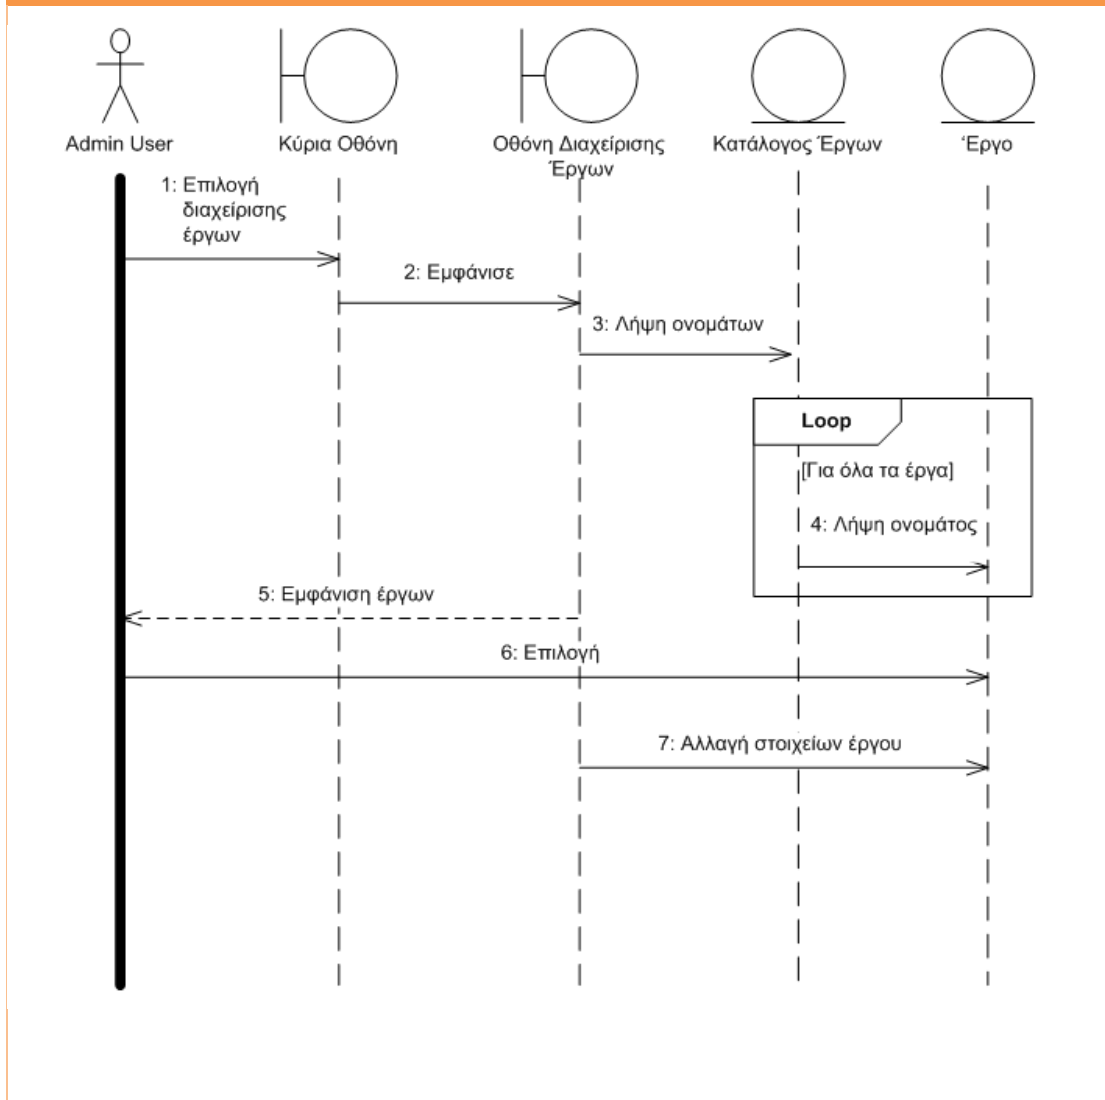 Admin User
Κύρια Οθόνη
Οθόνη Διαχείρισης
Έργων
Κατάλογος Έργων
‘Εργο
1: Επιλογή
διαχείρισης
έργων
2: Εμφάνισε
3: Λήψη ονομάτων
Loop
[Για όλα τα έργα]
4: Λήψη ονομάτος
5: Εμφάνιση έργων
6: Επιλογή
7: Αλλαγή στοιχείων έργου